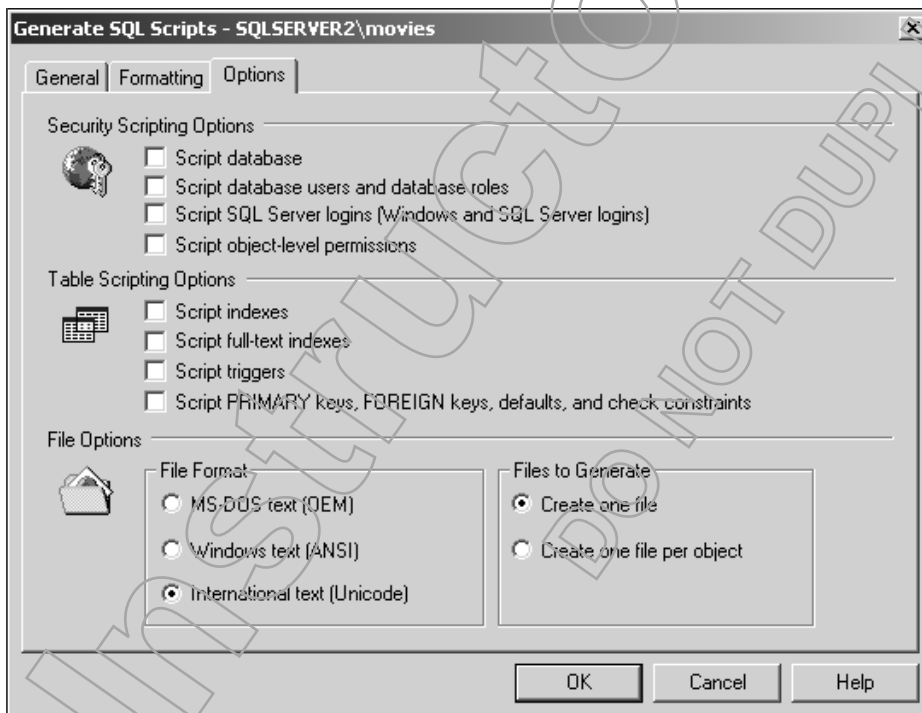 Generate SQL Scripts - SQLSERVER2\movies
General
Formatting
Options
Security Scripting Options
Script database
Script database users and database roles
Script SQL Server logins (Windows and SQL Server logins)
Script object-level permissions
Table Scripting Options
Script indexes
Script full-text indexes
Script triggers
Script PRIMARY keys, FOREIGN keys, defaults, and check constraints
File Options
File Format
MS-DOS text (OEM)
Windows text (ANSI)
International text (Unicode)
Files to Generate
Create one file
Create one file per object
OK
Cancel
Help
Instructo
DO NOT DUPL